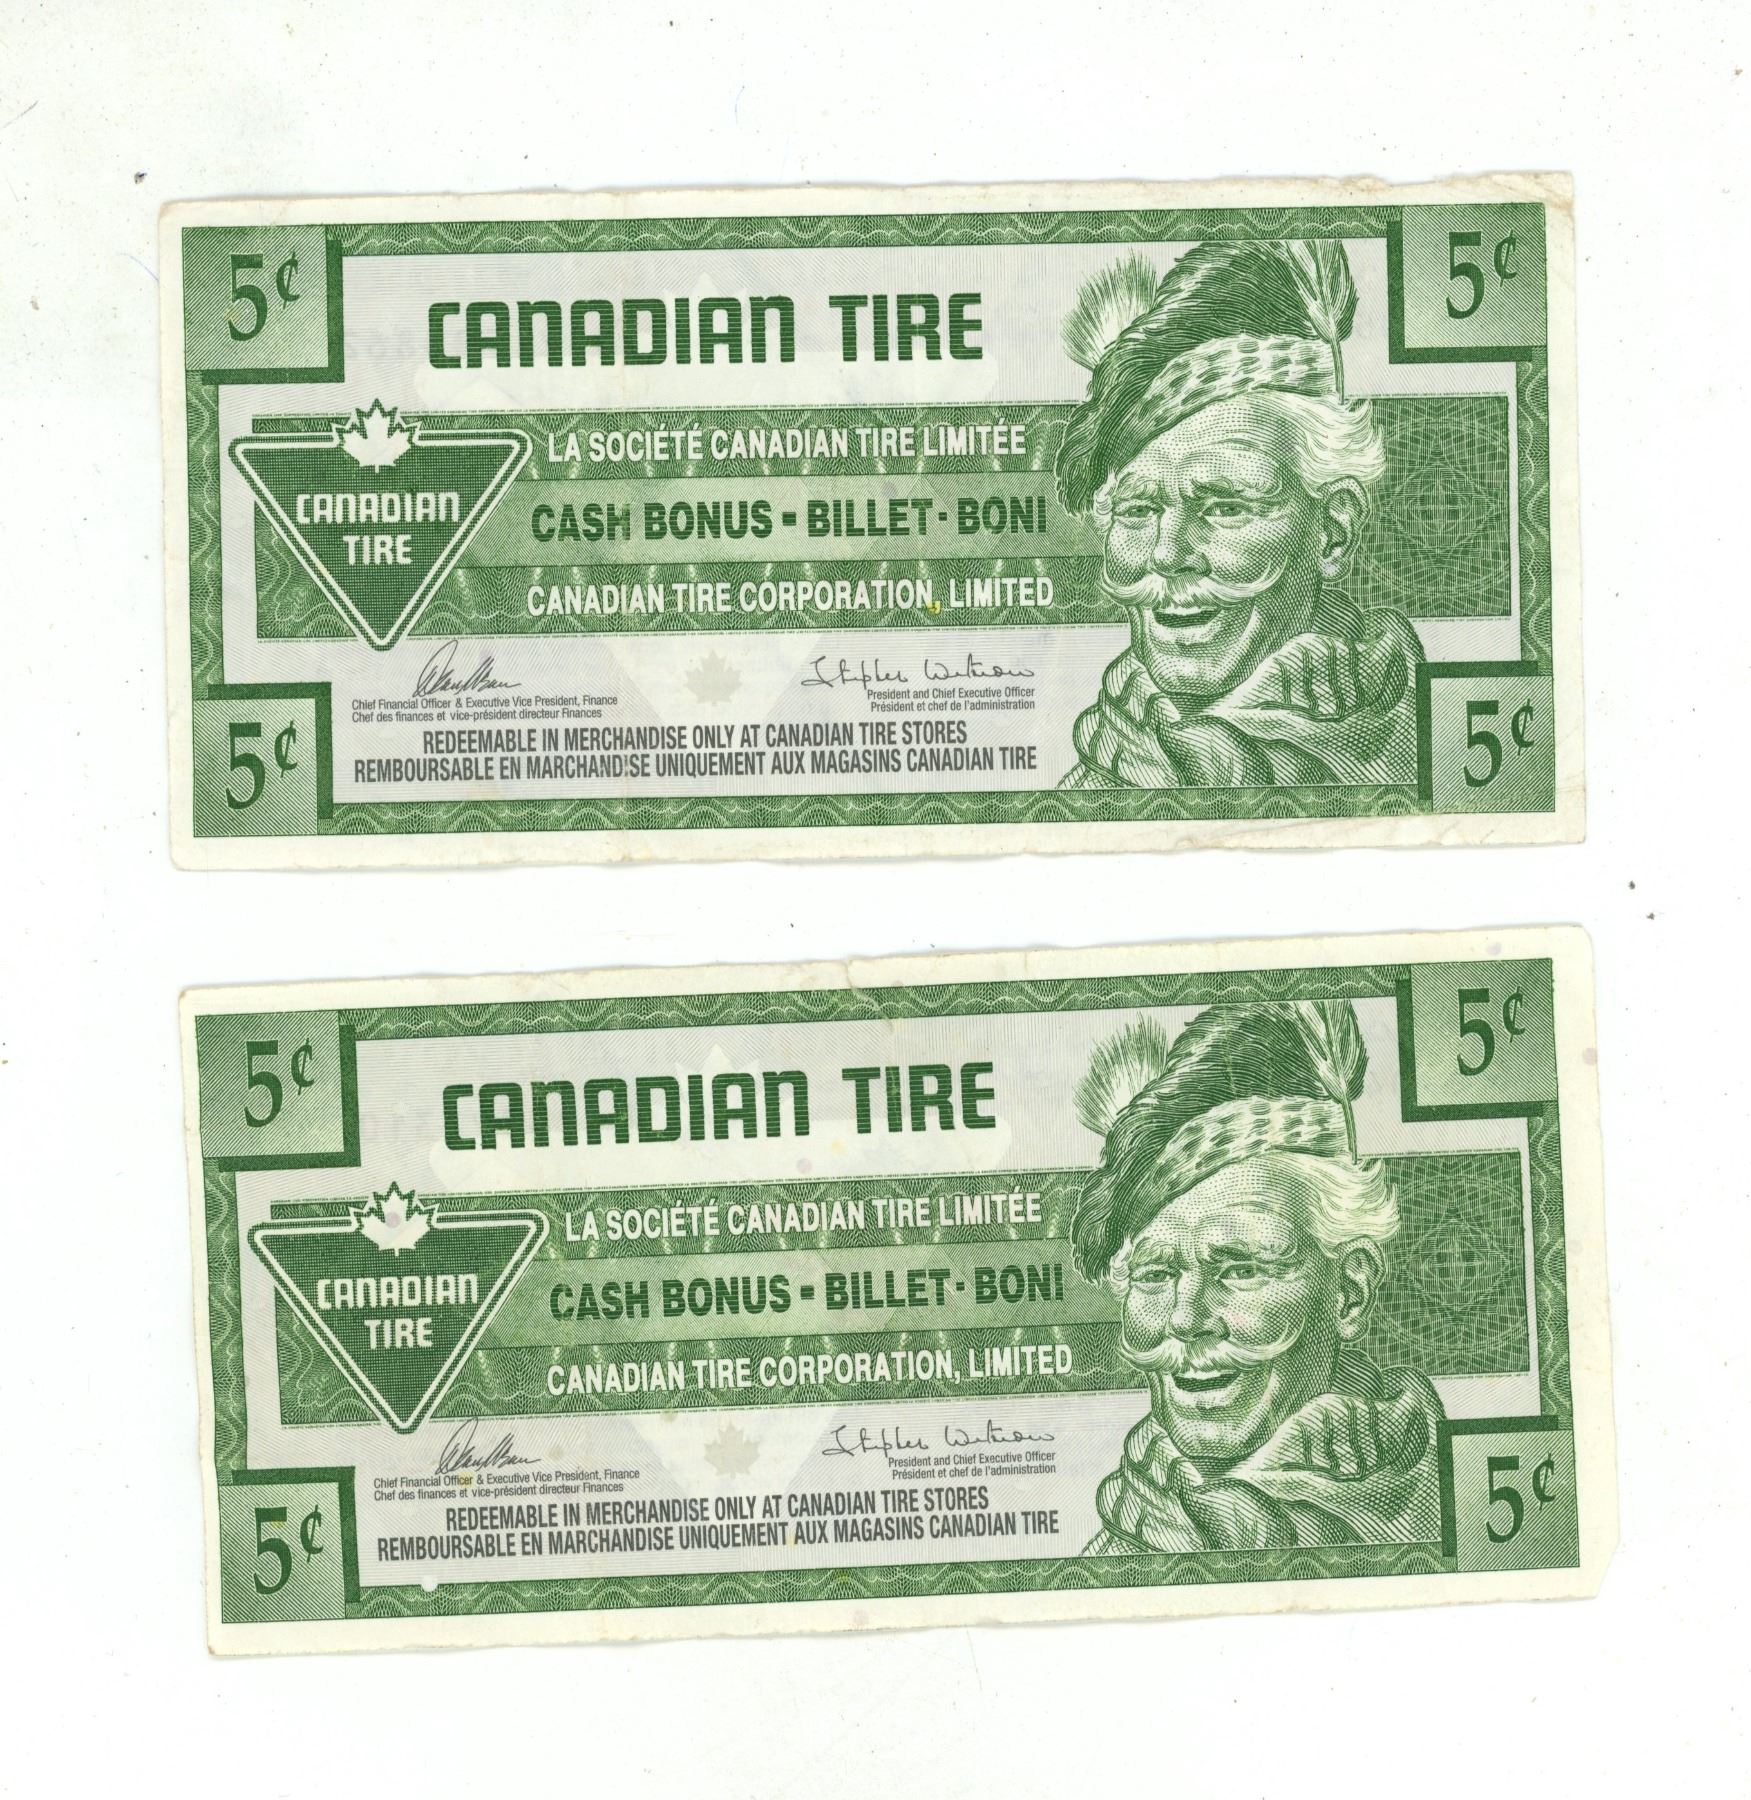 5¢
5¢
CANADIAN TIRE
LA SOCIÉTÉ CANADIAN TIRE LIMITÉE
CANADIAN
TIRE
CASH BONUS ▪ BILLET - BONI
CANADIAN TIRE CORPORATION, LIMITED
Stephen Wetmore
Chief Financial Officer & Executive Vice President, Finance
Chef des finances et vice-président directeur Finances
President and Chief Executive Officer
Président et chef de l'administration
REDEEMABLE IN MERCHANDISE ONLY AT CANADIAN TIRE STORES
REMBOURSABLE EN MARCHANDISE UNIQUEMENT AUX MAGASINS CANADIAN TIRE
5¢
5¢
5¢
5¢
CANADIAN TIRE
LA SOCIÉTÉ CANADIAN TIRE LIMITÉE
CANADIAN
TIRE
CASH BONUS ▪ BILLET - BONI
CANADIAN TIRE CORPORATION, LIMITED
Stephen Wetmore
Chief Financial Officer & Executive Vice President, Finance
Chef des finances et vice-président directeur Finances
President and Chief Executive Officer
Président et chef de l'administration
REDEEMABLE IN MERCHANDISE ONLY AT CANADIAN TIRE STORES
REMBOURSABLE EN MARCHANDISE UNIQUEMENT AUX MAGASINS CANADIAN TIRE
5¢
5¢